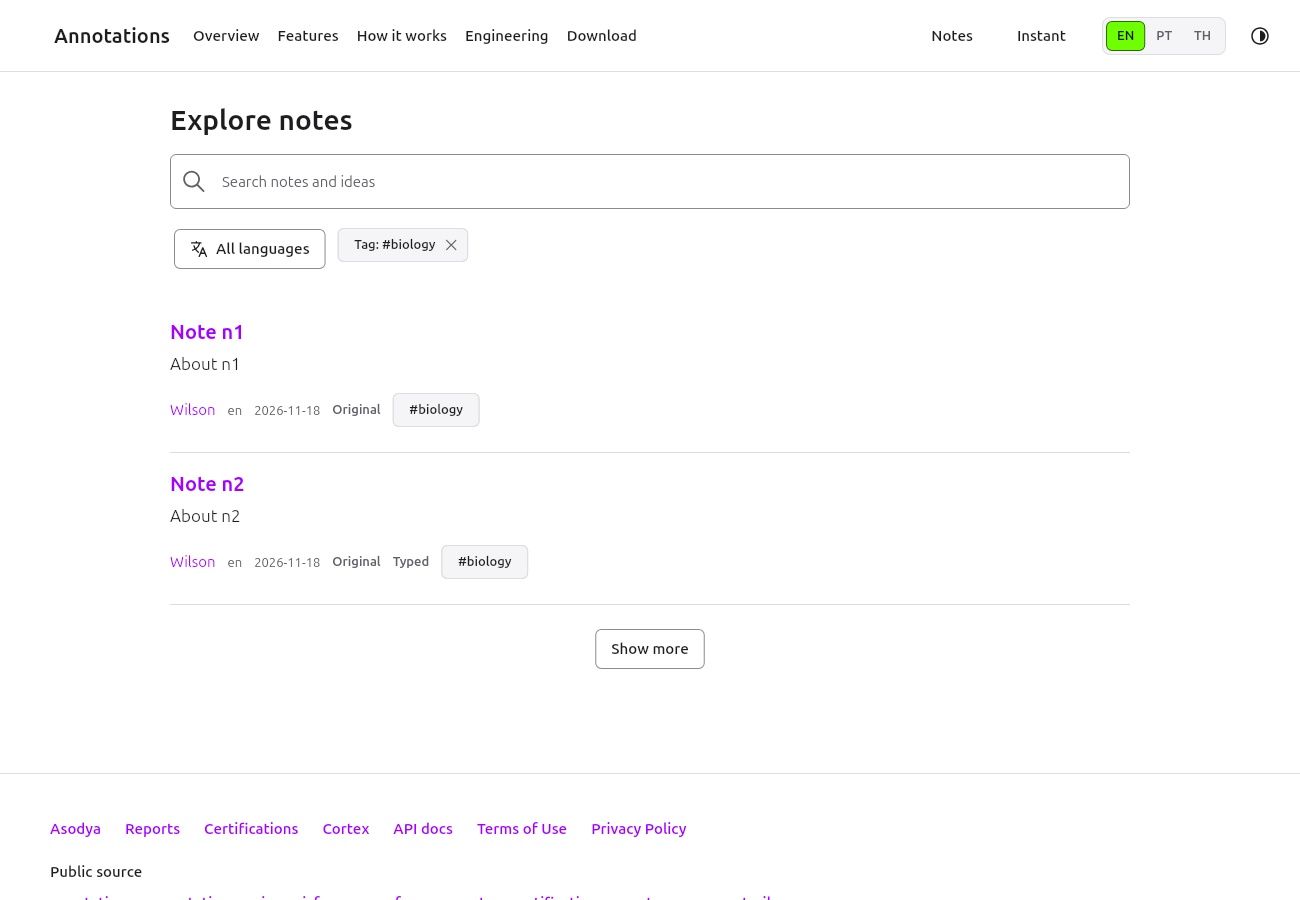 Annotations Overview Features How it works Engineering Download Notes Instant EN PT TH
Explore notes
Search notes and ideas
All languages Tag: #biology
Note n1
About n1
Wilson en 2026-11-18 Original #biology
Note n2
About n2
Wilson en 2026-11-18 Original Typed #biology
Show more
Asodya Reports Certifications Cortex API docs Terms of Use Privacy Policy
Public source